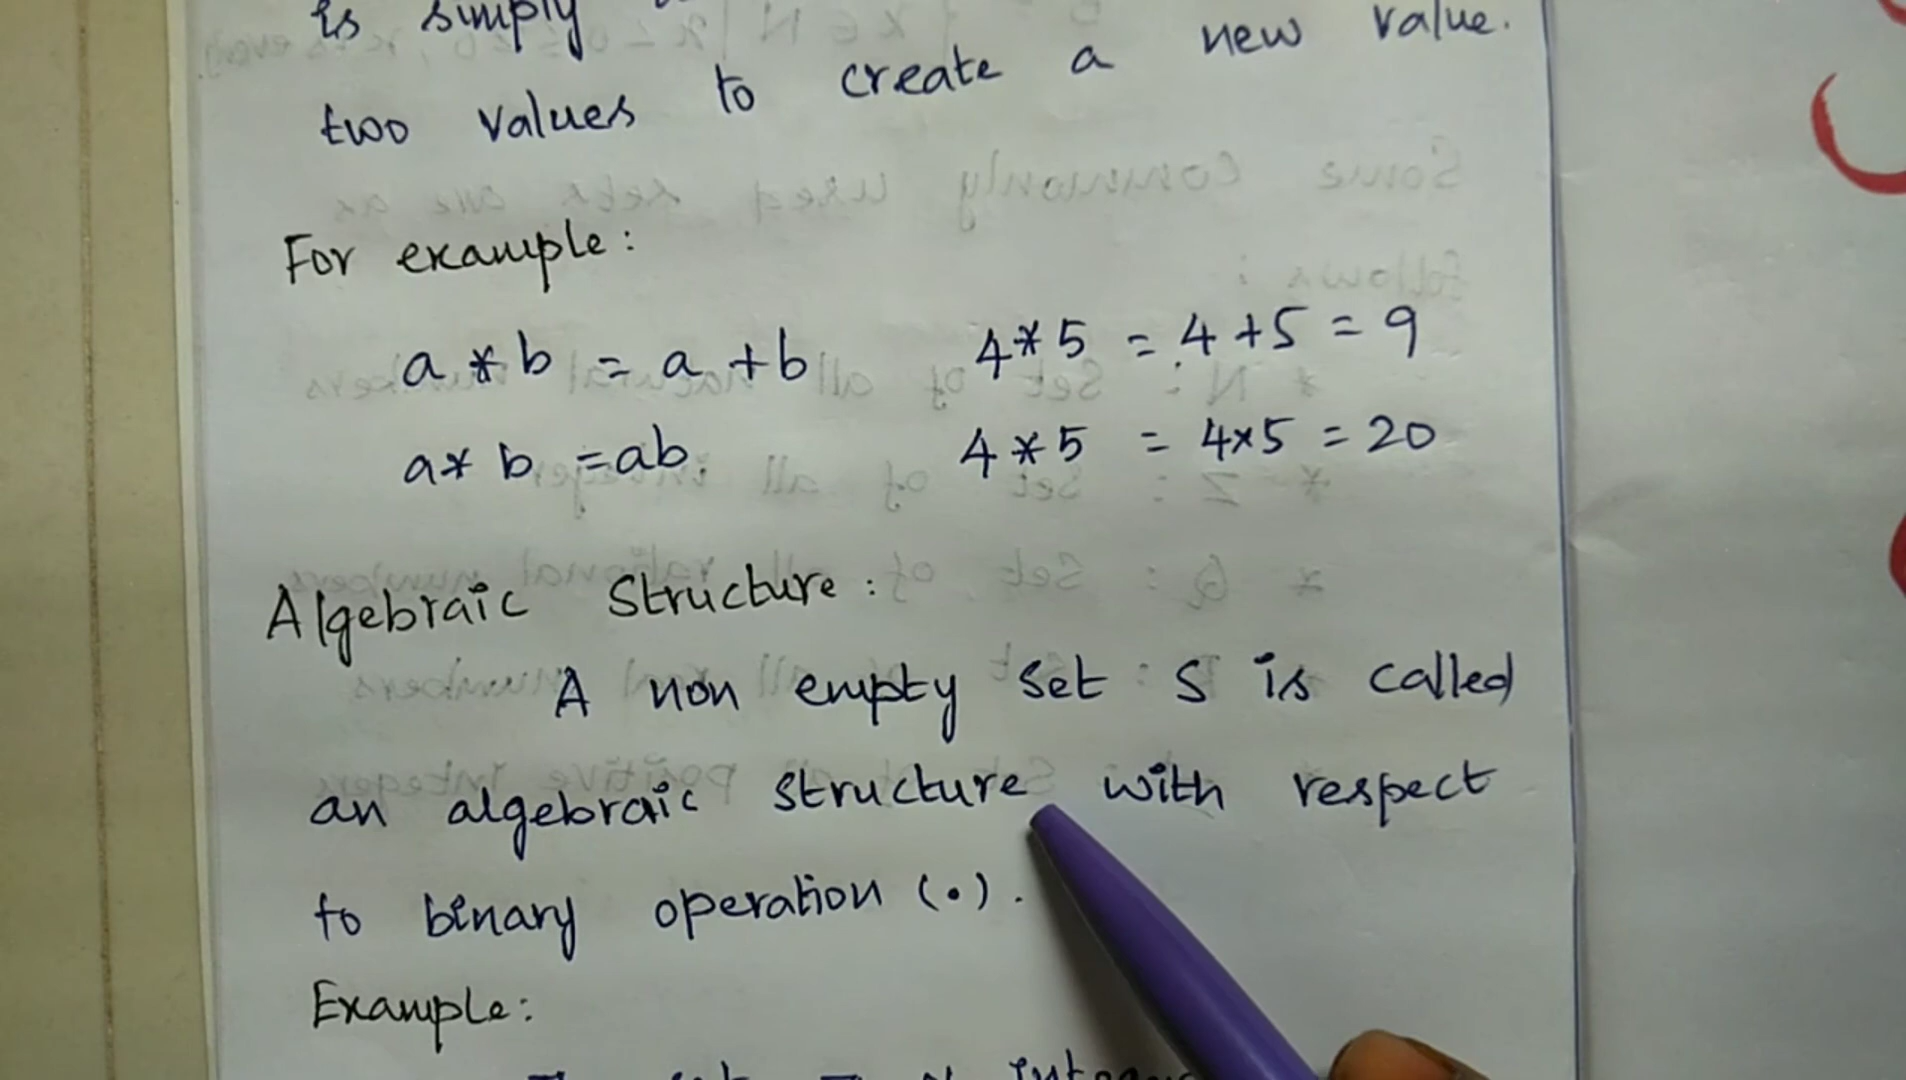 is simply
two values to create a new value.
For example:
a * b = a + b 4 * 5 = 4 + 5 = 9
a * b = ab. 4 * 5 = 4 x 5 = 20
Algebraic Structure:
A non empty set S is called
an algebraic structure with respect
to binary operation (•).
Example: